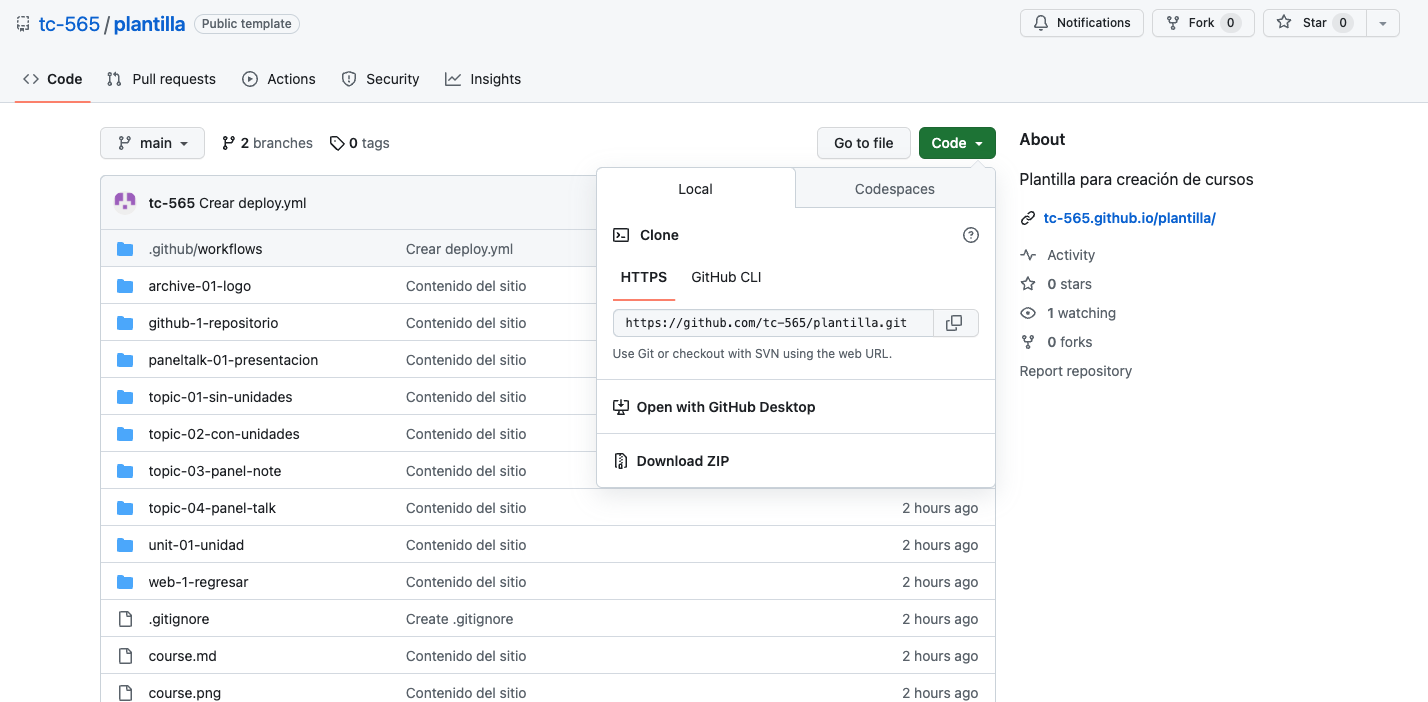 tc-565 / plantilla Public template
Notifications Fork 0 Star 0
Code Pull requests Actions Security Insights
main 2 branches 0 tags Go to file Code
Local Codespaces
Clone
HTTPS GitHub CLI
https://github.com/tc-565/plantilla.git
Use Git or checkout with SVN using the web URL.
Open with GitHub Desktop
Download ZIP
tc-565 Crear deploy.yml
.github/workflows Crear deploy.yml
archive-01-logo Contenido del sitio
github-1-repositorio Contenido del sitio
paneltalk-01-presentacion Contenido del sitio
topic-01-sin-unidades Contenido del sitio
topic-02-con-unidades Contenido del sitio
topic-03-panel-note Contenido del sitio
topic-04-panel-talk Contenido del sitio 2 hours ago
unit-01-unidad Contenido del sitio 2 hours ago
web-1-regresar Contenido del sitio 2 hours ago
.gitignore Create .gitignore 2 hours ago
course.md Contenido del sitio 2 hours ago
course.png Contenido del sitio 2 hours ago
About
Plantilla para creación de cursos
tc-565.github.io/plantilla/
Activity
0 stars
1 watching
0 forks
Report repository